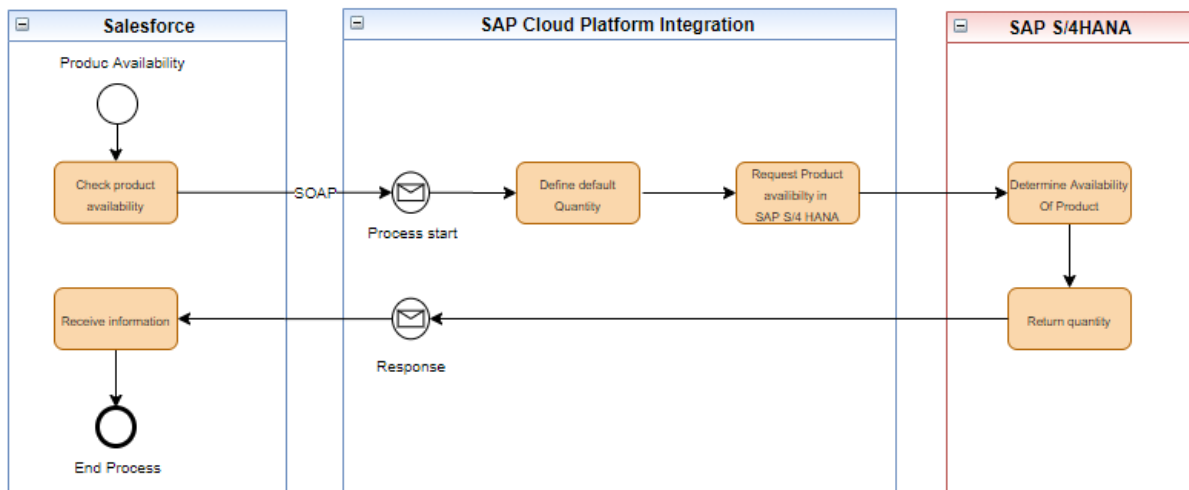 Salesforce
SAP Cloud Platform Integration
SAP S/4HANA
Produc Availability
Check product
availability
SOAP
Process start
Define default
Quantity
Request Product
availibilty in
SAP S/4 HANA
Determine Availability
Of Product
Receive information
Response
Return quantity
End Process